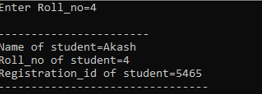 Enter Roll_no=4
-----------------------
Name of student=Akash
Roll_no of student=4
Registration_id of student=5465
--------------------------------